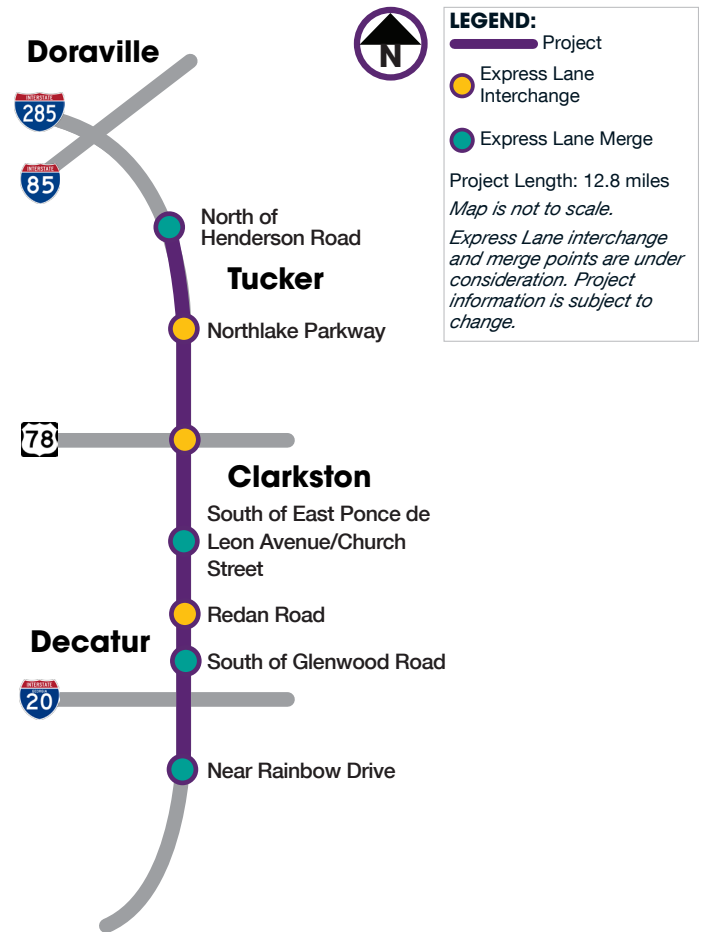 Doraville
INTERSTATE
285
INTERSTATE
85
N
LEGEND:
Project
Express Lane
Interchange
Express Lane Merge
Project Length: 12.8 miles
Map is not to scale.
Express Lane interchange
and merge points are under
consideration. Project
information is subject to
change.
North of
Henderson Road
Tucker
Northlake Parkway
78
Clarkston
South of East Ponce de
Leon Avenue/Church
Street
Redan Road
Decatur
South of Glenwood Road
INTERSTATE
GEORGIA
20
Near Rainbow Drive